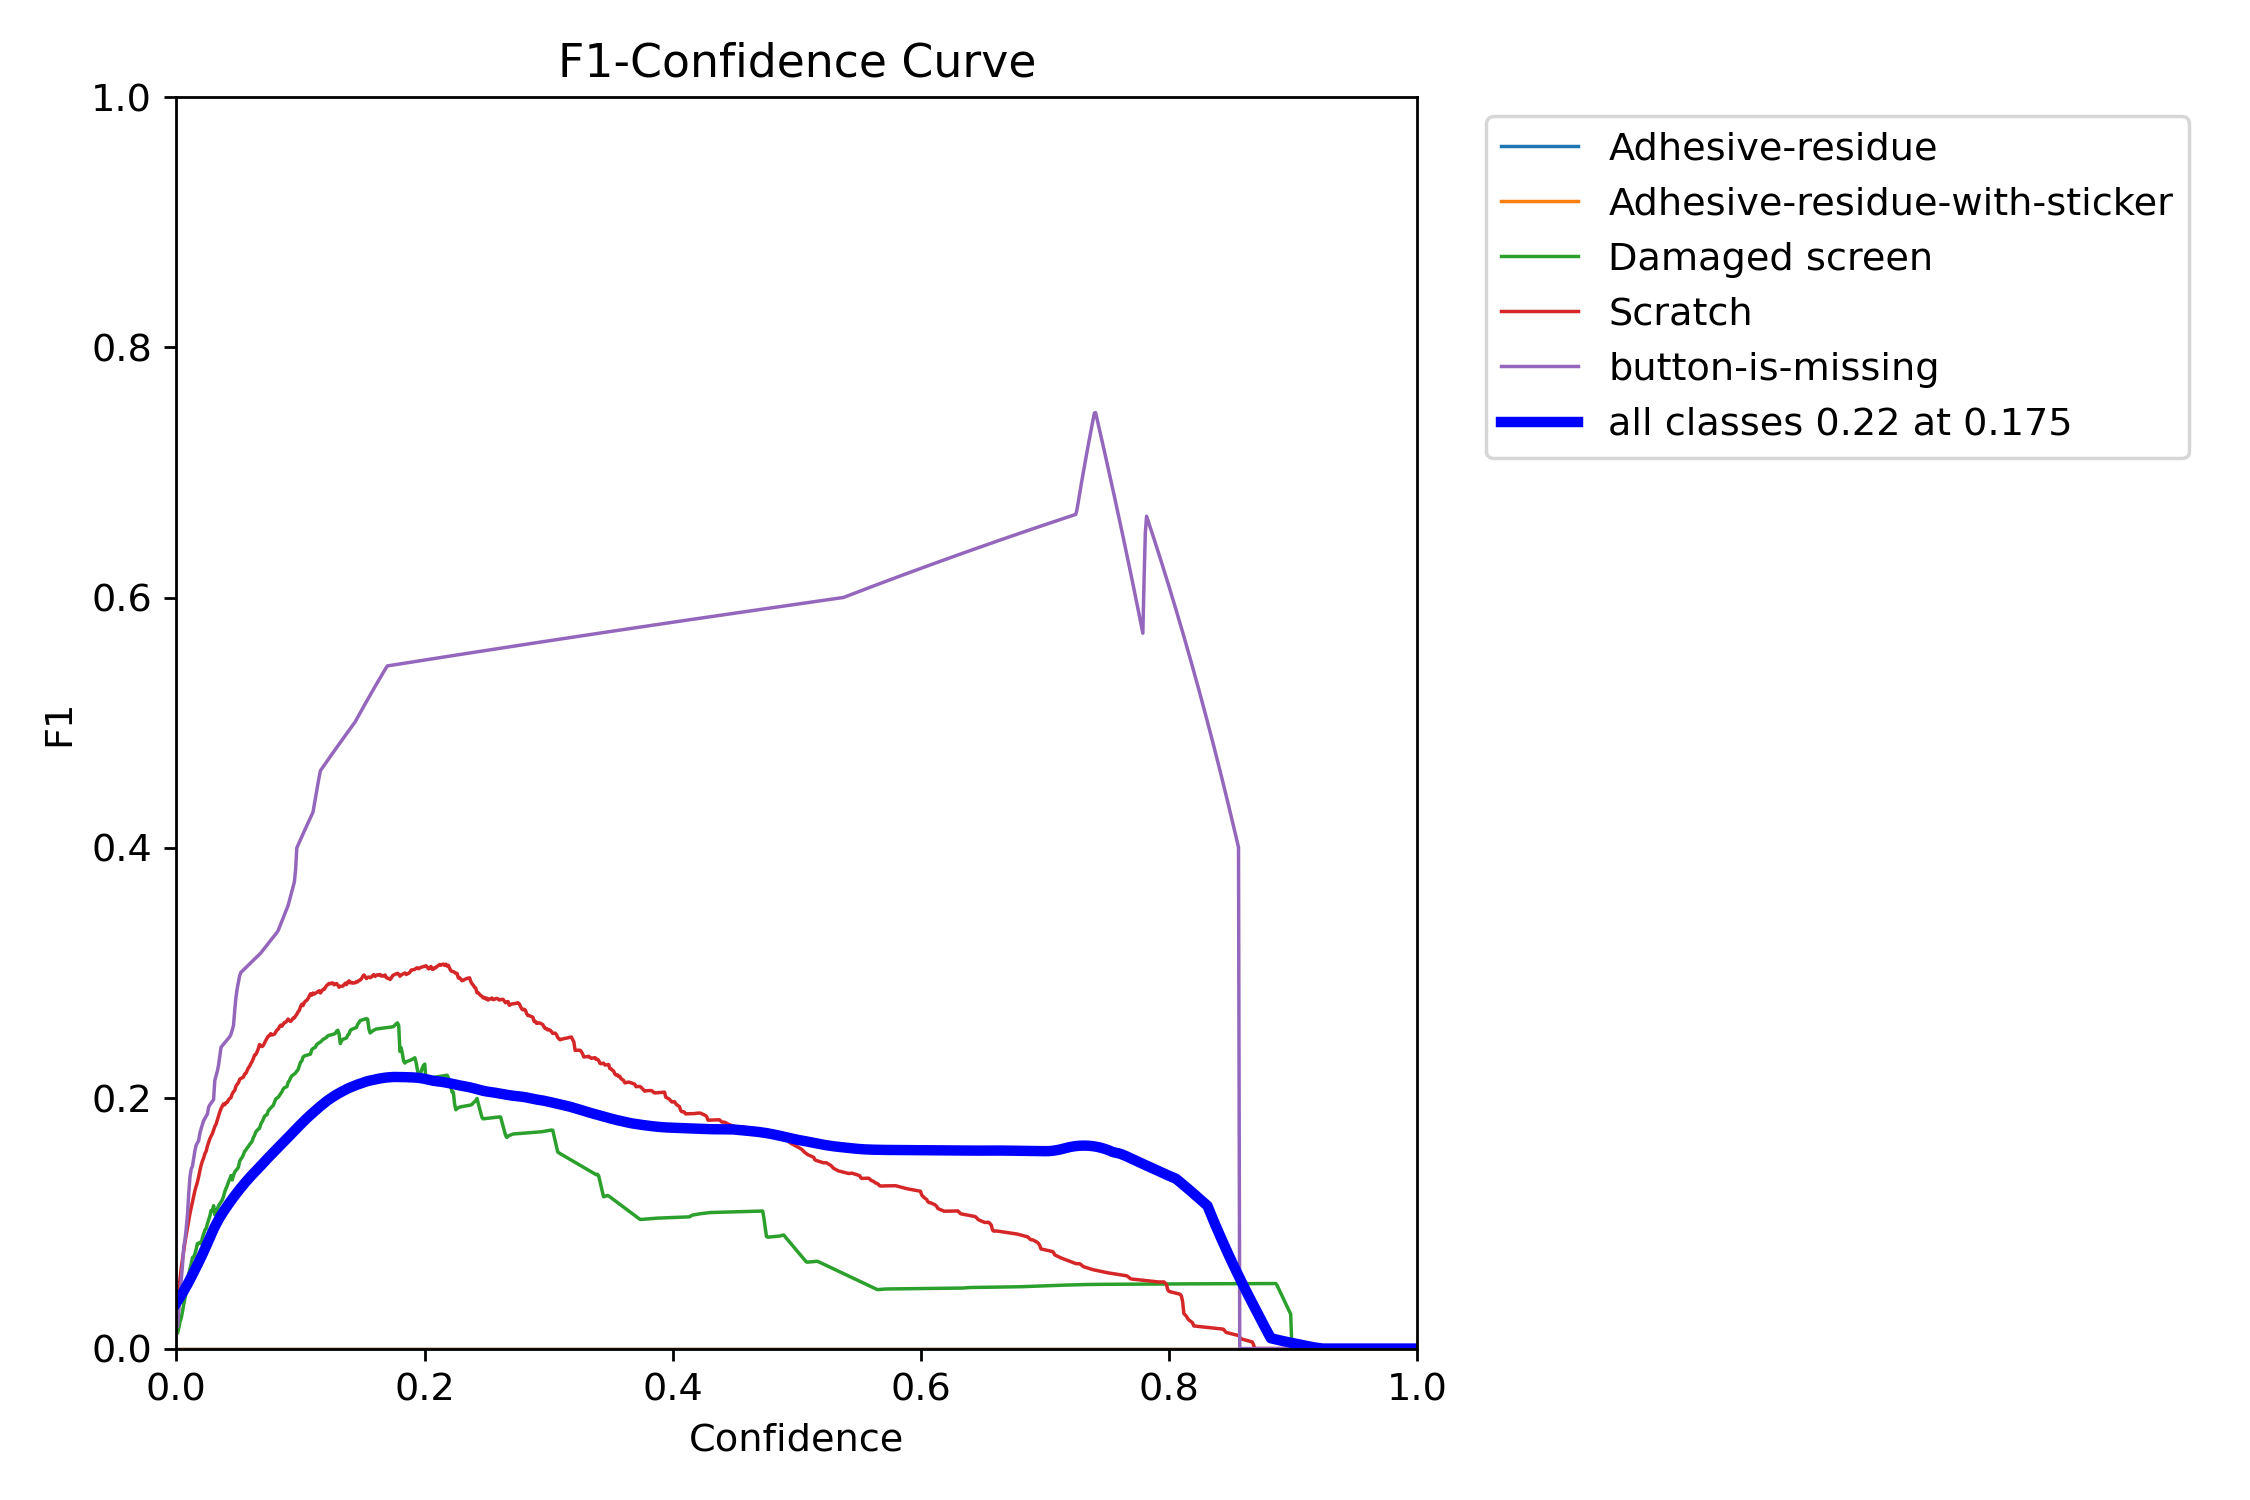 F1-Confidence Curve
1.0
0.8
0.6
0.4
0.2
0.0
F1
0.0 0.2 0.4 0.6 0.8 1.0
Confidence
Adhesive-residue
Adhesive-residue-with-sticker
Damaged screen
Scratch
button-is-missing
all classes 0.22 at 0.175